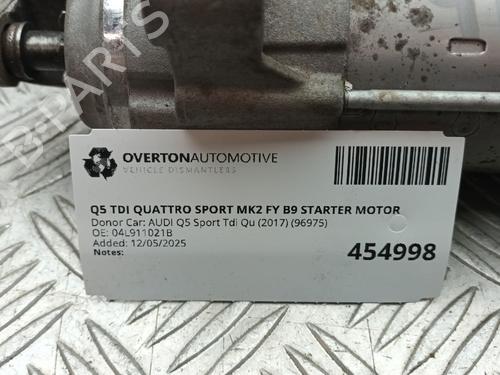 B PARTS
OVERTONAUTOMOTIVE
VEHICLE DISMANTLERS
Q5 TDI QUATTRO SPORT MK2 FY B9 STARTER MOTOR
Donor Car: AUDI Q5 Sport Tdi Qu (2017) (96975)
OE: 04L911021B
Added: 12/05/2025
Notes:
454998